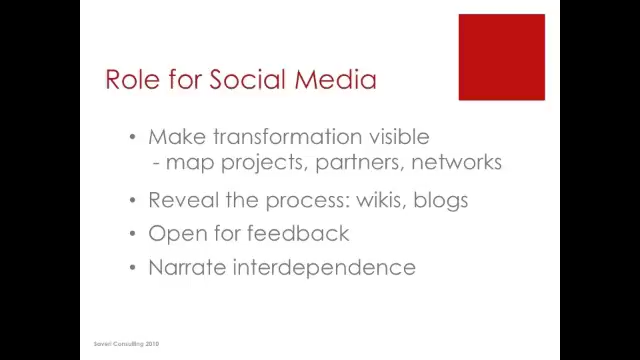 Role for Social Media
• Make transformation visible
- map projects, partners, networks
• Reveal the process: wikis, blogs
• Open for feedback
• Narrate interdependence
Saveri Consulting 2010